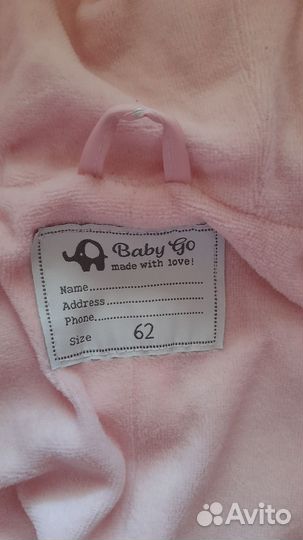 Baby Go
made with love!
Name..................
Address...............
Phone.................
Size 62
Avito